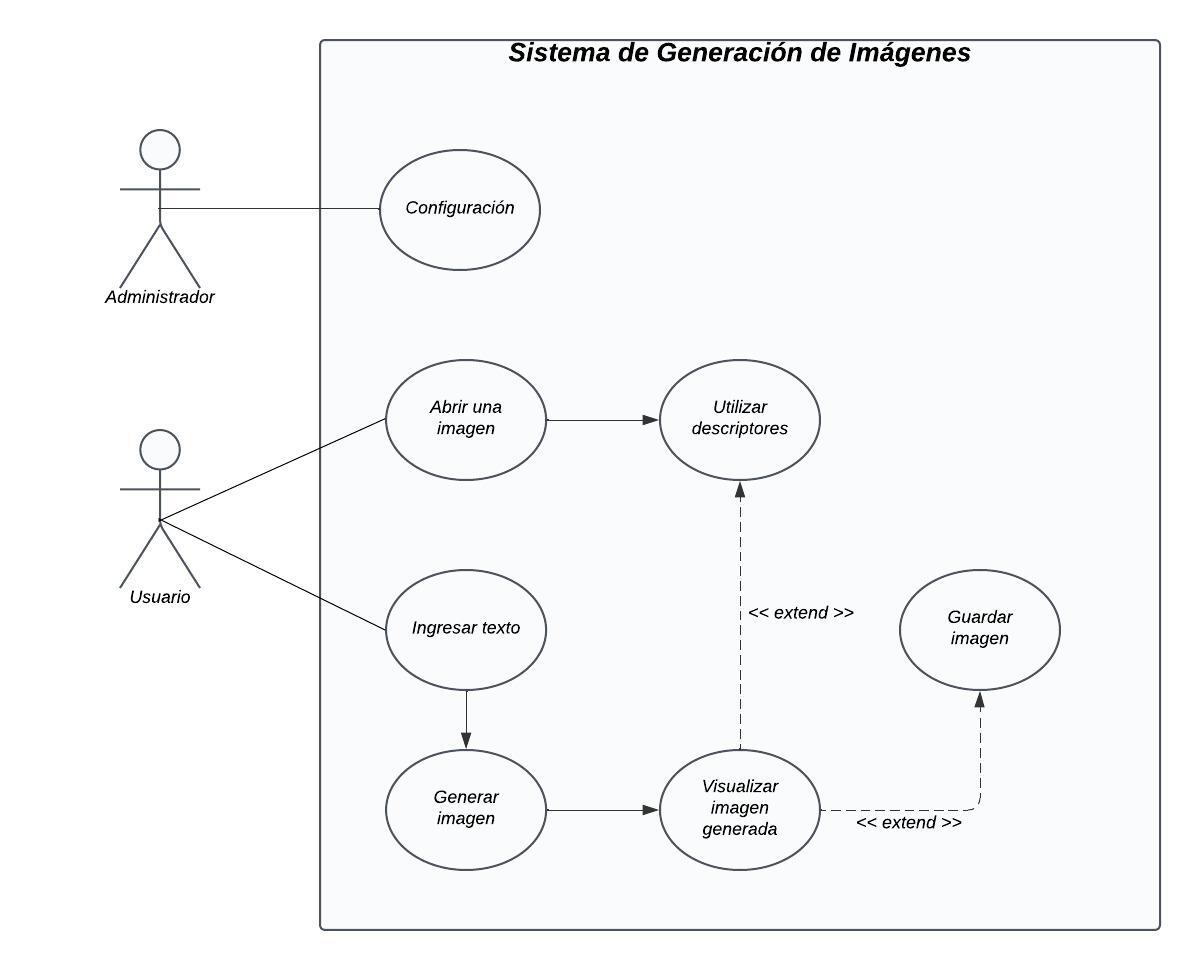 Sistema de Generación de Imágenes
Configuración
Administrador
Abrir una
imagen
Utilizar
descriptores
Usuario
Ingresar texto
<< extend >>
Guardar
imagen
Generar
imagen
Visualizar
imagen
generada
<< extend >>